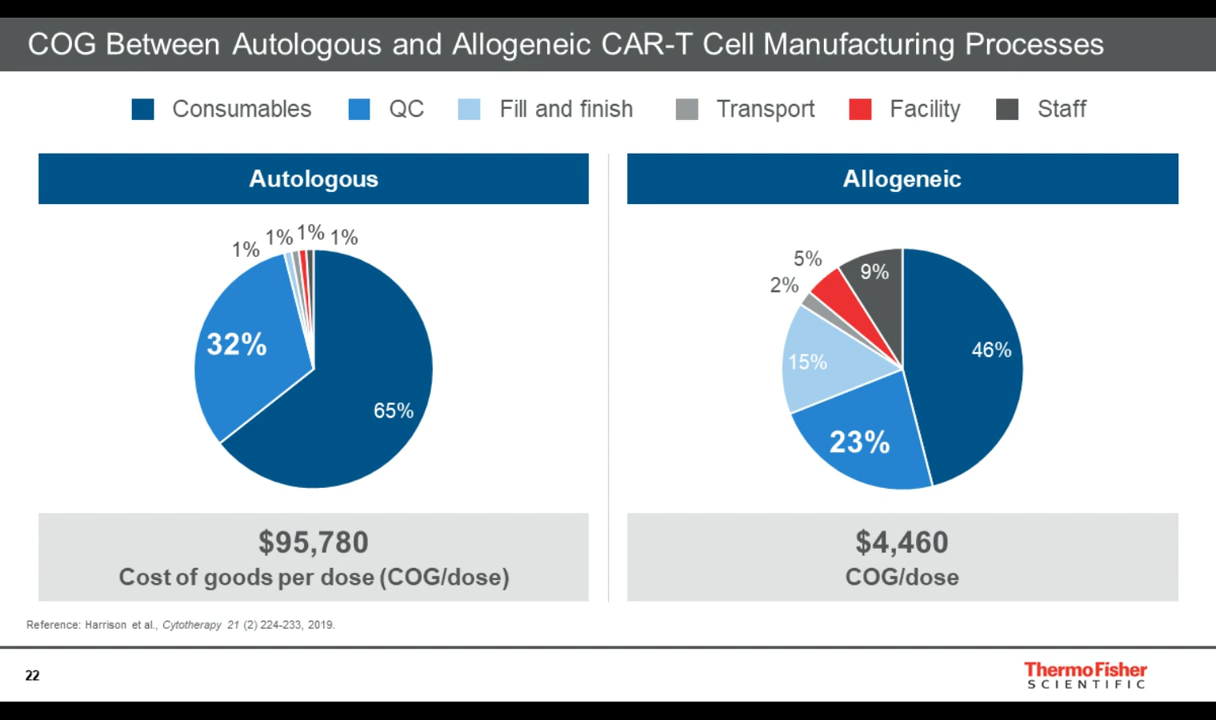 COG Between Autologous and Allogeneic CAR-T Cell Manufacturing Processes
Consumables QC Fill and finish Transport Facility Staff
Autologous
1% 1% 1% 1%
32%
65%
$95,780
Cost of goods per dose (COG/dose)
Allogeneic
5% 9%
2%
46%
15%
23%
$4,460
COG/dose
Reference: Harrison et al., Cytotherapy 21 (2) 224-233, 2019.
22
ThermoFisher
SCIENTIFIC